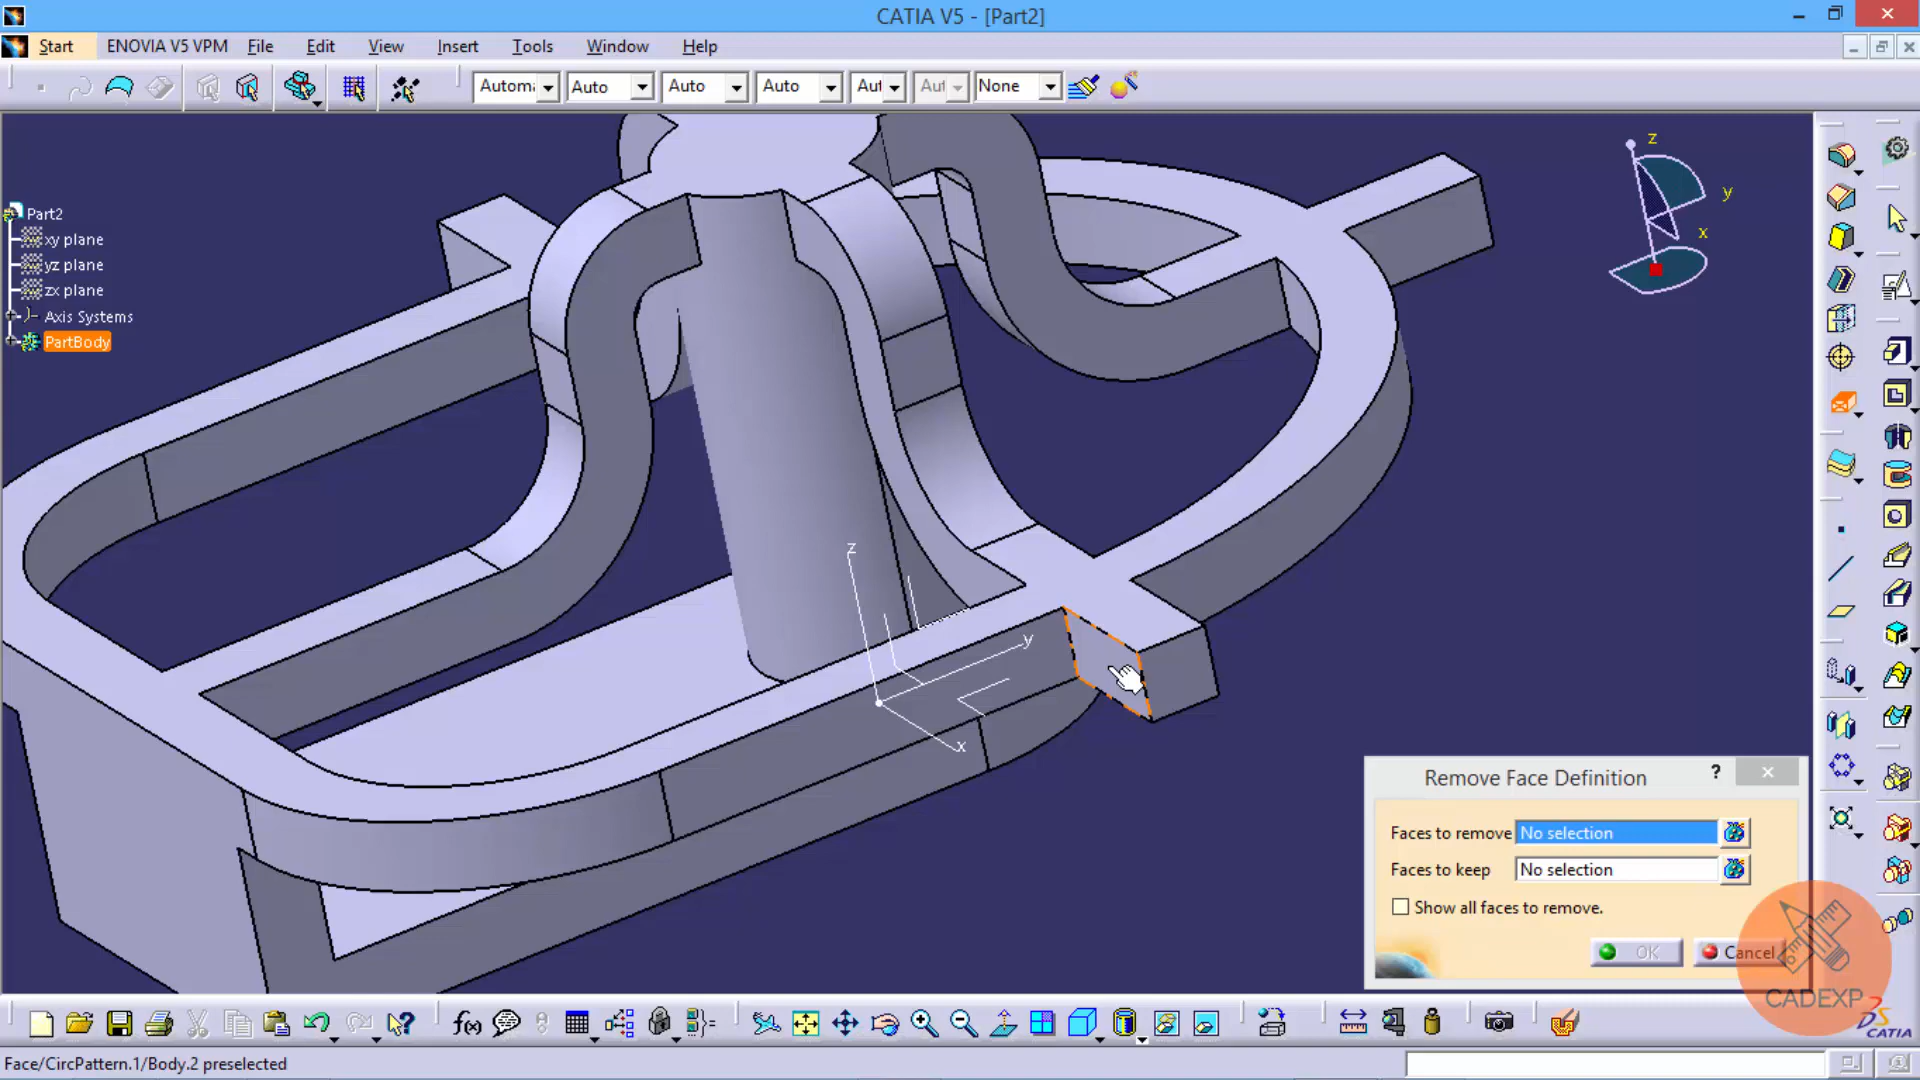 CATIA V5 - [Part2]
Start ENOVIA V5 VPM File Edit View Insert Tools Window Help
Automa Auto Auto Auto Aut Aut None
z
y
x
Part2
xy plane
yz plane
zx plane
Axis Systems
PartBody
z
y
x
Remove Face Definition ?
Faces to remove No selection
Faces to keep No selection
Show all faces to remove.
OK Cancel
CADEXP
f(x)
CATIA
Face/CircPattern.1/Body.2 preselected